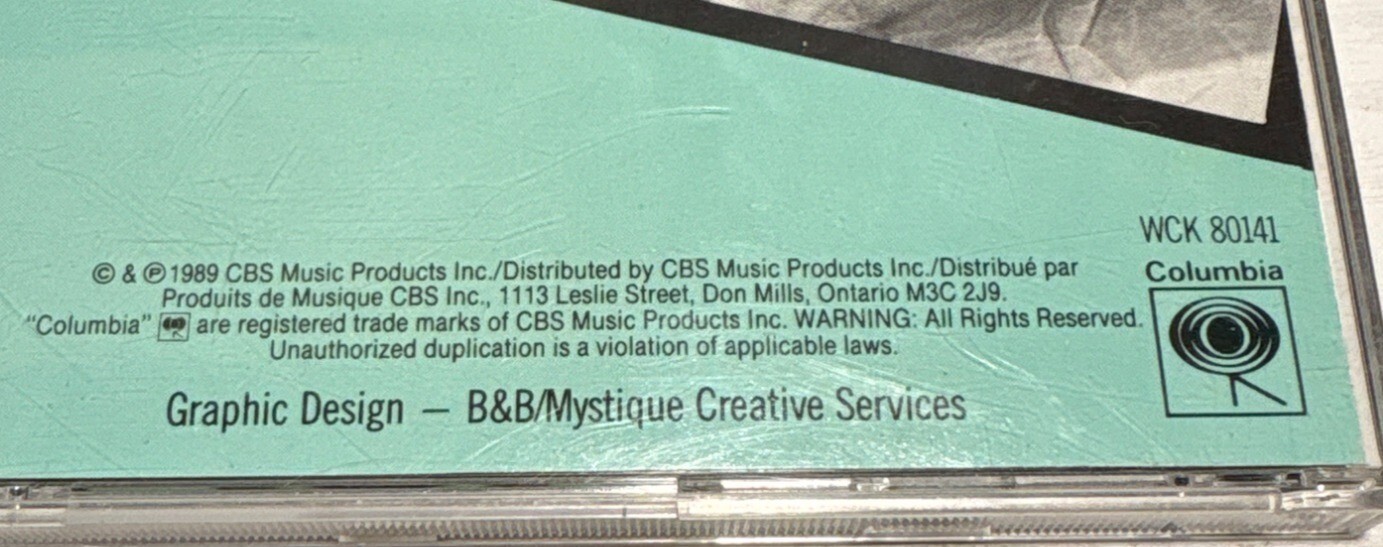 WCK 80141
Columbia
© & ℗ 1989 CBS Music Products Inc./Distributed by CBS Music Products Inc./Distribué par
Produits de Musique CBS Inc., 1113 Leslie Street, Don Mills, Ontario M3C 2J9.
"Columbia" are registered trade marks of CBS Music Products Inc. WARNING: All Rights Reserved.
Unauthorized duplication is a violation of applicable laws.
Graphic Design — B&B/Mystique Creative Services